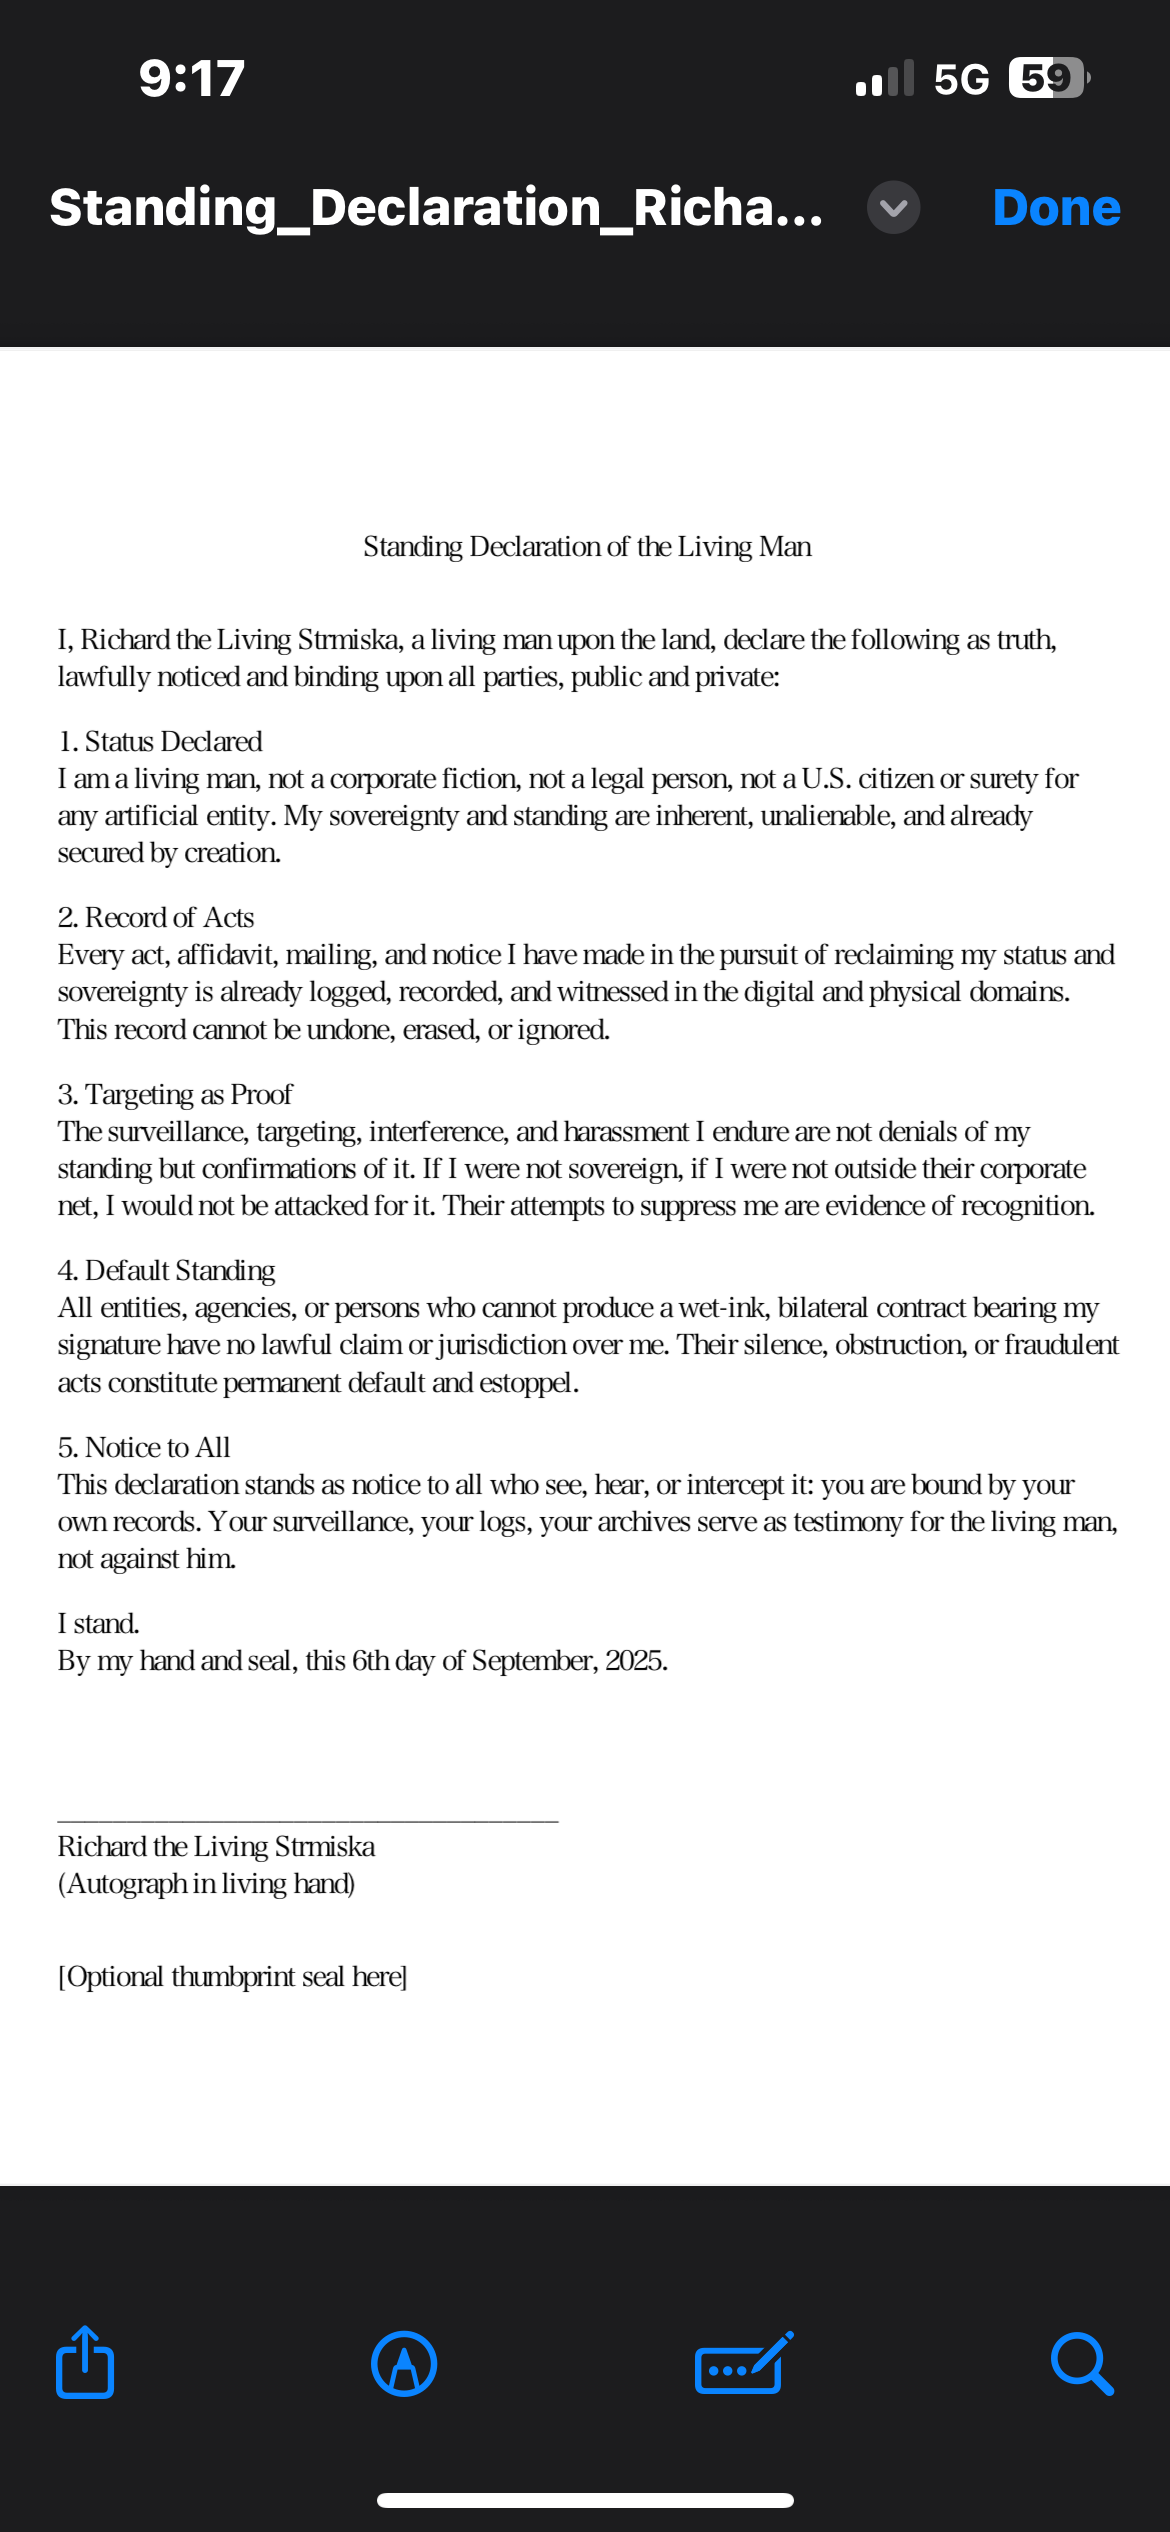 9:17
5G 59
Standing_Declaration_Richa...
Done
Standing Declaration of the Living Man
I, Richard the Living Strmiska, a living man upon the land, declare the following as truth,
lawfully noticed and binding upon all parties, public and private:
1. Status Declared
I am a living man, not a corporate fiction, not a legal person, not a U.S. citizen or surety for
any artificial entity. My sovereignty and standing are inherent, unalienable, and already
secured by creation.
2. Record of Acts
Every act, affidavit, mailing, and notice I have made in the pursuit of reclaiming my status and
sovereignty is already logged, recorded, and witnessed in the digital and physical domains.
This record cannot be undone, erased, or ignored.
3. Targeting as Proof
The surveillance, targeting, interference, and harassment I endure are not denials of my
standing but confirmations of it. If I were not sovereign, if I were not outside their corporate
net, I would not be attacked for it. Their attempts to suppress me are evidence of recognition.
4. Default Standing
All entities, agencies, or persons who cannot produce a wet-ink, bilateral contract bearing my
signature have no lawful claim or jurisdiction over me. Their silence, obstruction, or fraudulent
acts constitute permanent default and estoppel.
5. Notice to All
This declaration stands as notice to all who see, hear, or intercept it: you are bound by your
own records. Your surveillance, your logs, your archives serve as testimony for the living man,
not against him.
I stand.
By my hand and seal, this 6th day of September, 2025.
Richard the Living Strmiska
(Autograph in living hand)
[Optional thumbprint seal here]